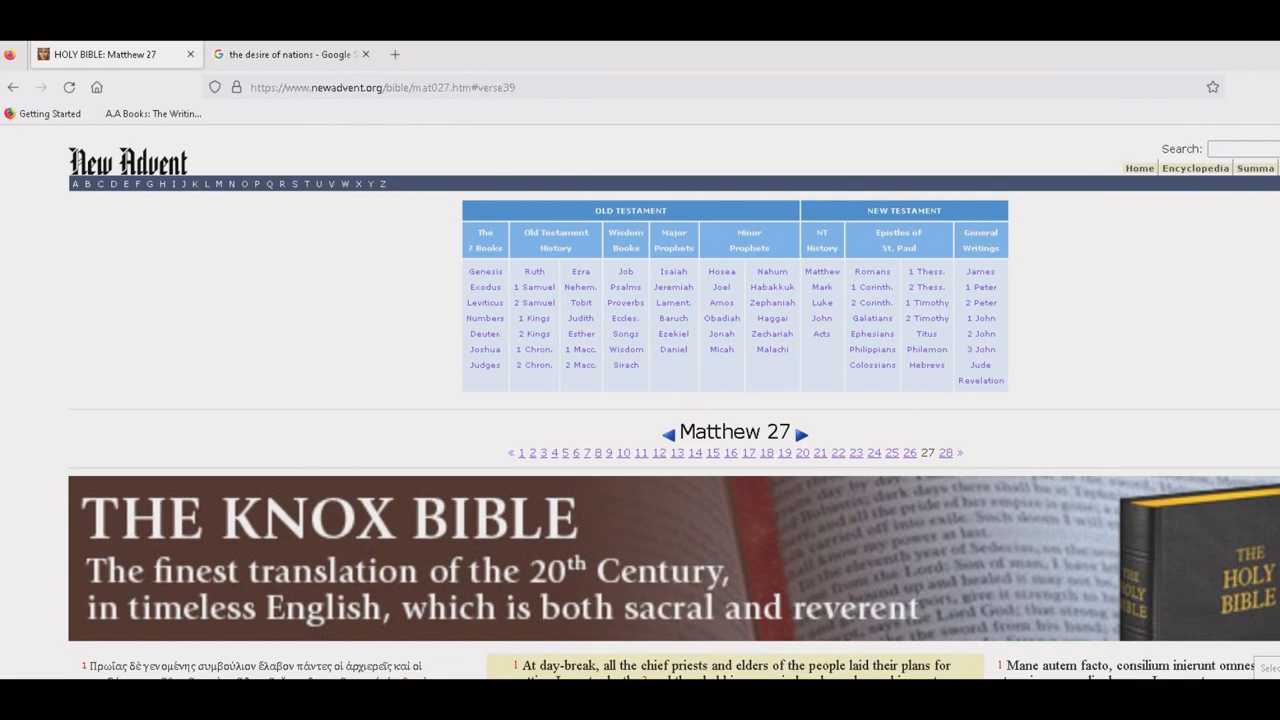 HOLY BIBLE: Matthew 27
the desire of nations - Google S
https://www.newadvent.org/bible/mat027.htm#verse39
Getting Started A.A Books: The Writin...
New Advent
Search:
A B C D E F G H I J K L M N O P Q R S T U V W X Y Z
Home Encyclopedia Summa
OLD TESTAMENT NEW TESTAMENT
The Old Testament Wisdom Major Minor NT Epistles of General
7 Books History Books Prophets Prophets History St. Paul Writings
Genesis Ruth Ezra Job Isaiah Hosea Nahum Matthew Romans 1 Thess. James
Exodus 1 Samuel Nehem. Psalms Jeremiah Joel Habakkuk Mark 1 Corinth. 2 Thess. 1 Peter
Leviticus 2 Samuel Tobit Proverbs Lament. Amos Zephaniah Luke 2 Corinth. 1 Timothy 2 Peter
Numbers 1 Kings Judith Eccles. Baruch Obadiah Haggai John Galatians 2 Timothy 1 John
Deuter. 2 Kings Esther Songs Ezekiel Jonah Zechariah Acts Ephesians Titus 2 John
Joshua 1 Chron. 1 Macc. Wisdom Daniel Micah Malachi Philippians Philemon 3 John
Judges 2 Chron. 2 Macc. Sirach Colossians Hebrews Jude
Revelation
Matthew 27
« 1 2 3 4 5 6 7 8 9 10 11 12 13 14 15 16 17 18 19 20 21 22 23 24 25 26 27 28 »
THE KNOX BIBLE
The finest translation of the 20th Century,
in timeless English, which is both sacral and reverent
THE
HOLY
BIBLE
THE
HOLY
BIBLE
1 Πρωΐας δὲ γενομένης συμβούλιον ἔλαβον πάντες οἱ ἀρχιερεῖς καὶ οἱ
1 At day-break, all the chief priests and elders of the people laid their plans for
1 Mane autem facto, consilium inierunt omnes